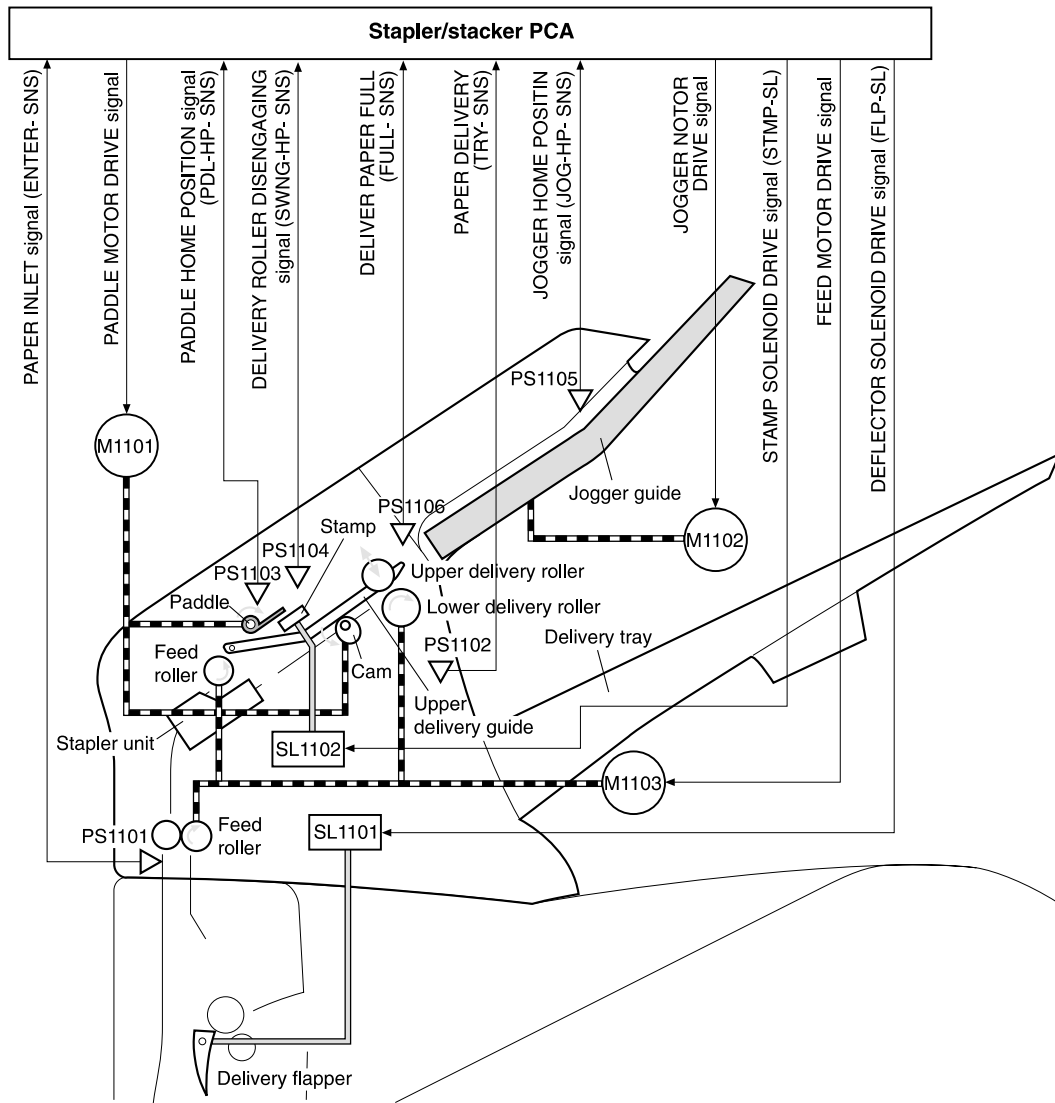 Stapler/stacker PCA
PAPER INLET signal (ENTER- SNS)
PADDLE MOTOR DRIVE signal
PADDLE HOME POSITION signal
(PDL-HP- SNS)
DELIVERY ROLLER DISENGAGING
signal (SWNG-HP- SNS)
DELIVER PAPER FULL
(FULL- SNS)
PAPER DELIVERY
(TRY- SNS)
JOGGER HOME POSITIN
signal (JOG-HP- SNS)
JOGGER NOTOR
DRIVE signal
STAMP SOLENOID DRIVE signal (STMP-SL)
FEED MOTOR DRIVE signal
DEFLECTOR SOLENOID DRIVE signal (FLP-SL)
PS1105
M1101
Jogger guide
PS1106
Stamp
M1102
PS1104
PS1103
Upper delivery roller
Paddle
Lower delivery roller
Delivery tray
PS1102
Feed
roller
Cam
Upper
delivery guide
Stapler unit
SL1102
M1103
PS1101
Feed
roller
SL1101
Delivery flapper